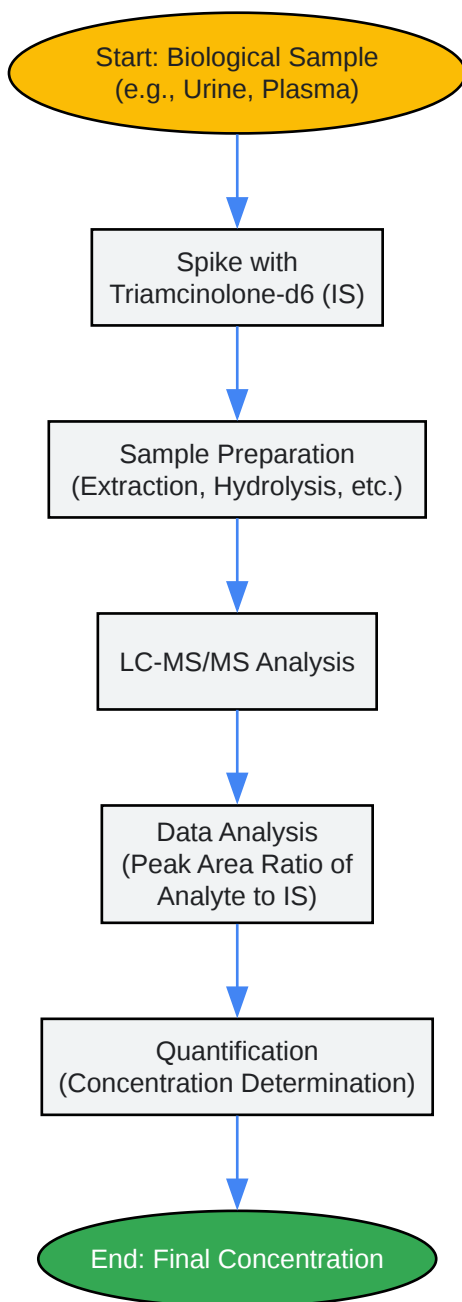 Start: Biological Sample
(e.g., Urine, Plasma)
Spike with
Triamcinolone-d6 (IS)
Sample Preparation
(Extraction, Hydrolysis, etc.)
LC-MS/MS Analysis
Data Analysis
(Peak Area Ratio of
Analyte to IS)
Quantification
(Concentration Determination)
End: Final Concentration